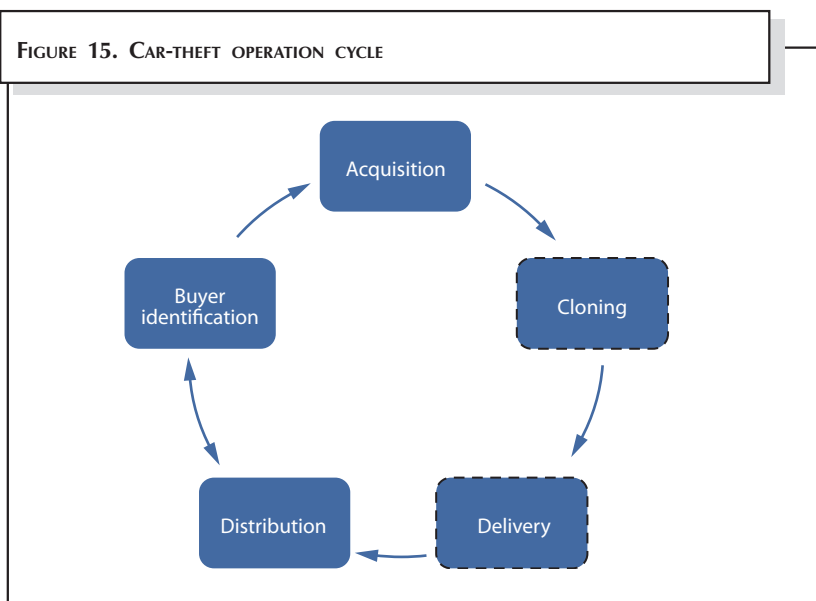 FIGURE 15. CAR-THEFT OPERATION CYCLE
Acquisition
Cloning
Buyer
identification
Distribution
Delivery